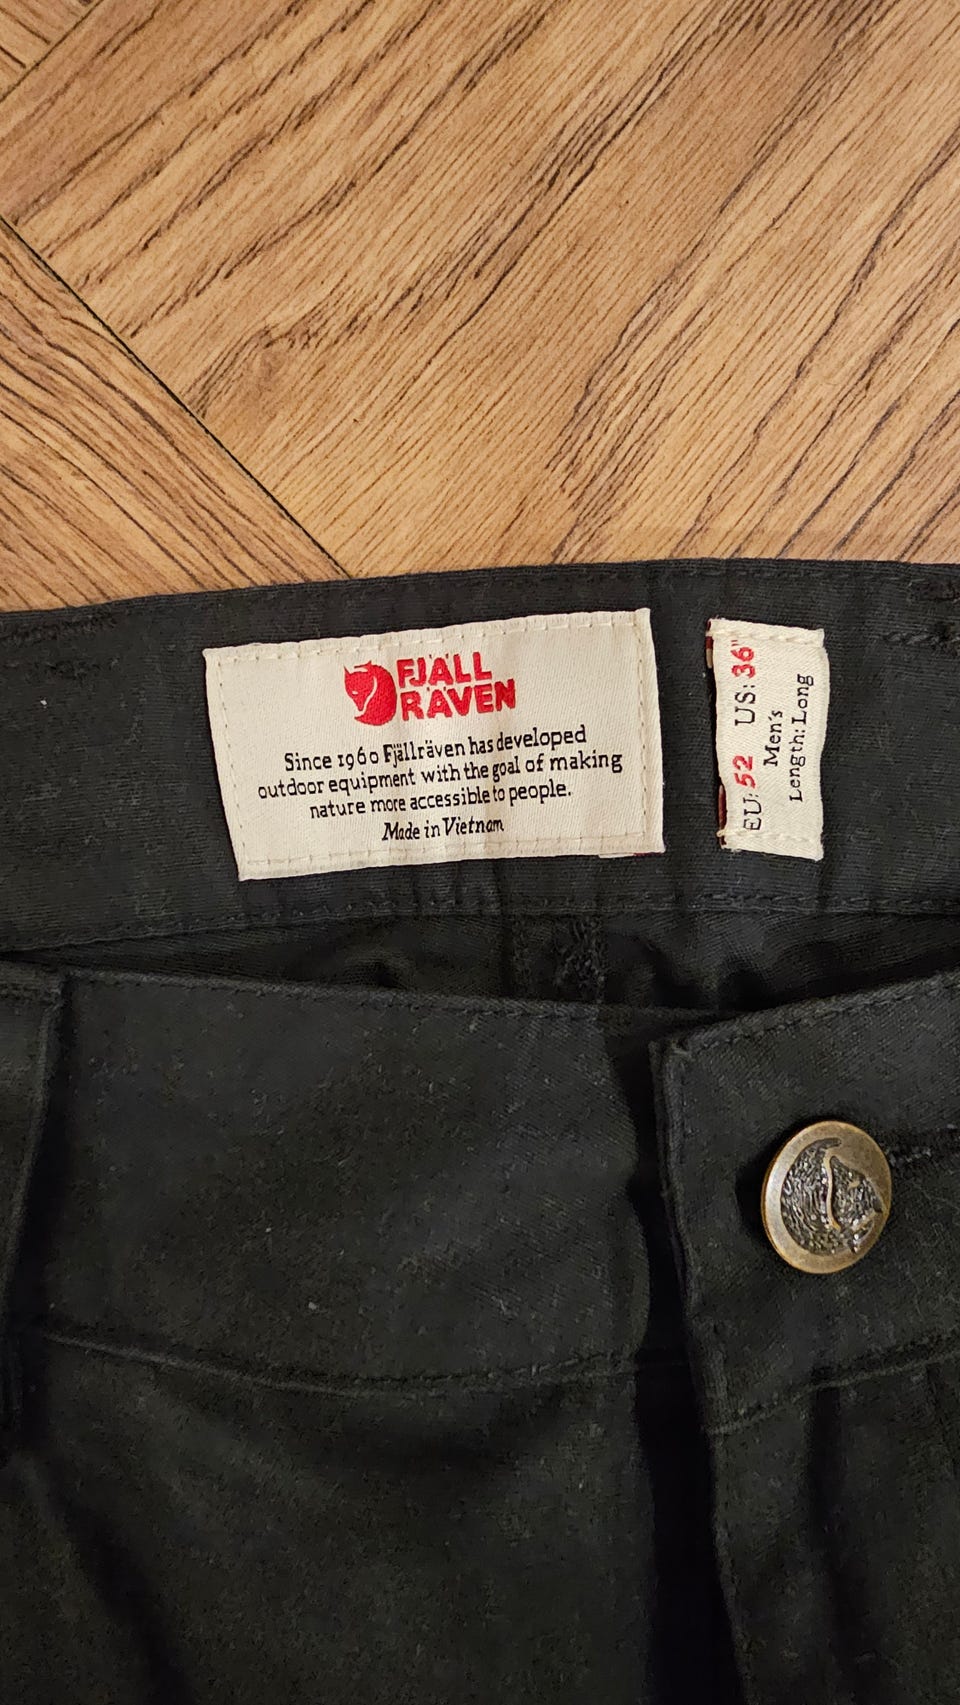 FJÄLL
RÄVEN
Since 1960 Fjällräven has developed
outdoor equipment with the goal of making
nature more accessible to people.
Made in Vietnam
EU: 52 US: 36"
Men's
Length: Long